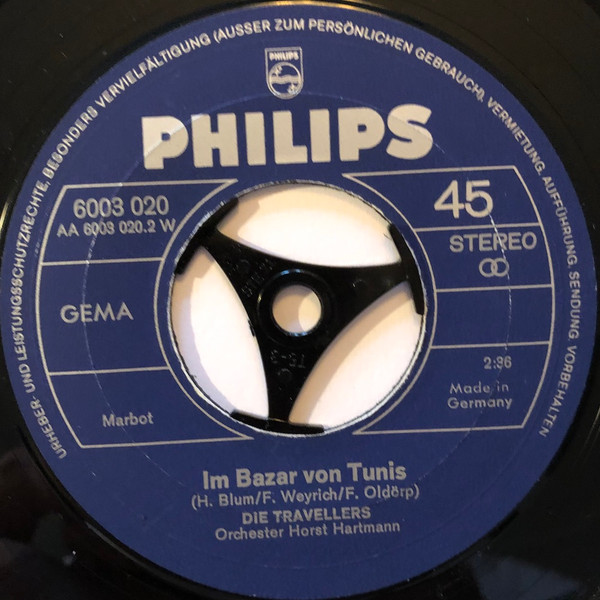 URHEBER- UND LEISTUNGSSCHUTZRECHTE, BESONDERS VERVIELFÄLTIGUNG (AUSSER ZUM PERSÖNLICHEN GEBRAUCH), VERMIETUNG, AUFFÜHRUNG, SENDUNG VORBEHALTEN
PHILIPS
PHILIPS
6003 020
AA 6003 020.2 W
45
STEREO
GEMA
2:36
Made in
Germany
Marbot
Im Bazar von Tunis
(H. Blum/F. Weyrich/F. Oldörp)
DIE TRAVELLERS
Orchester Horst Hartmann